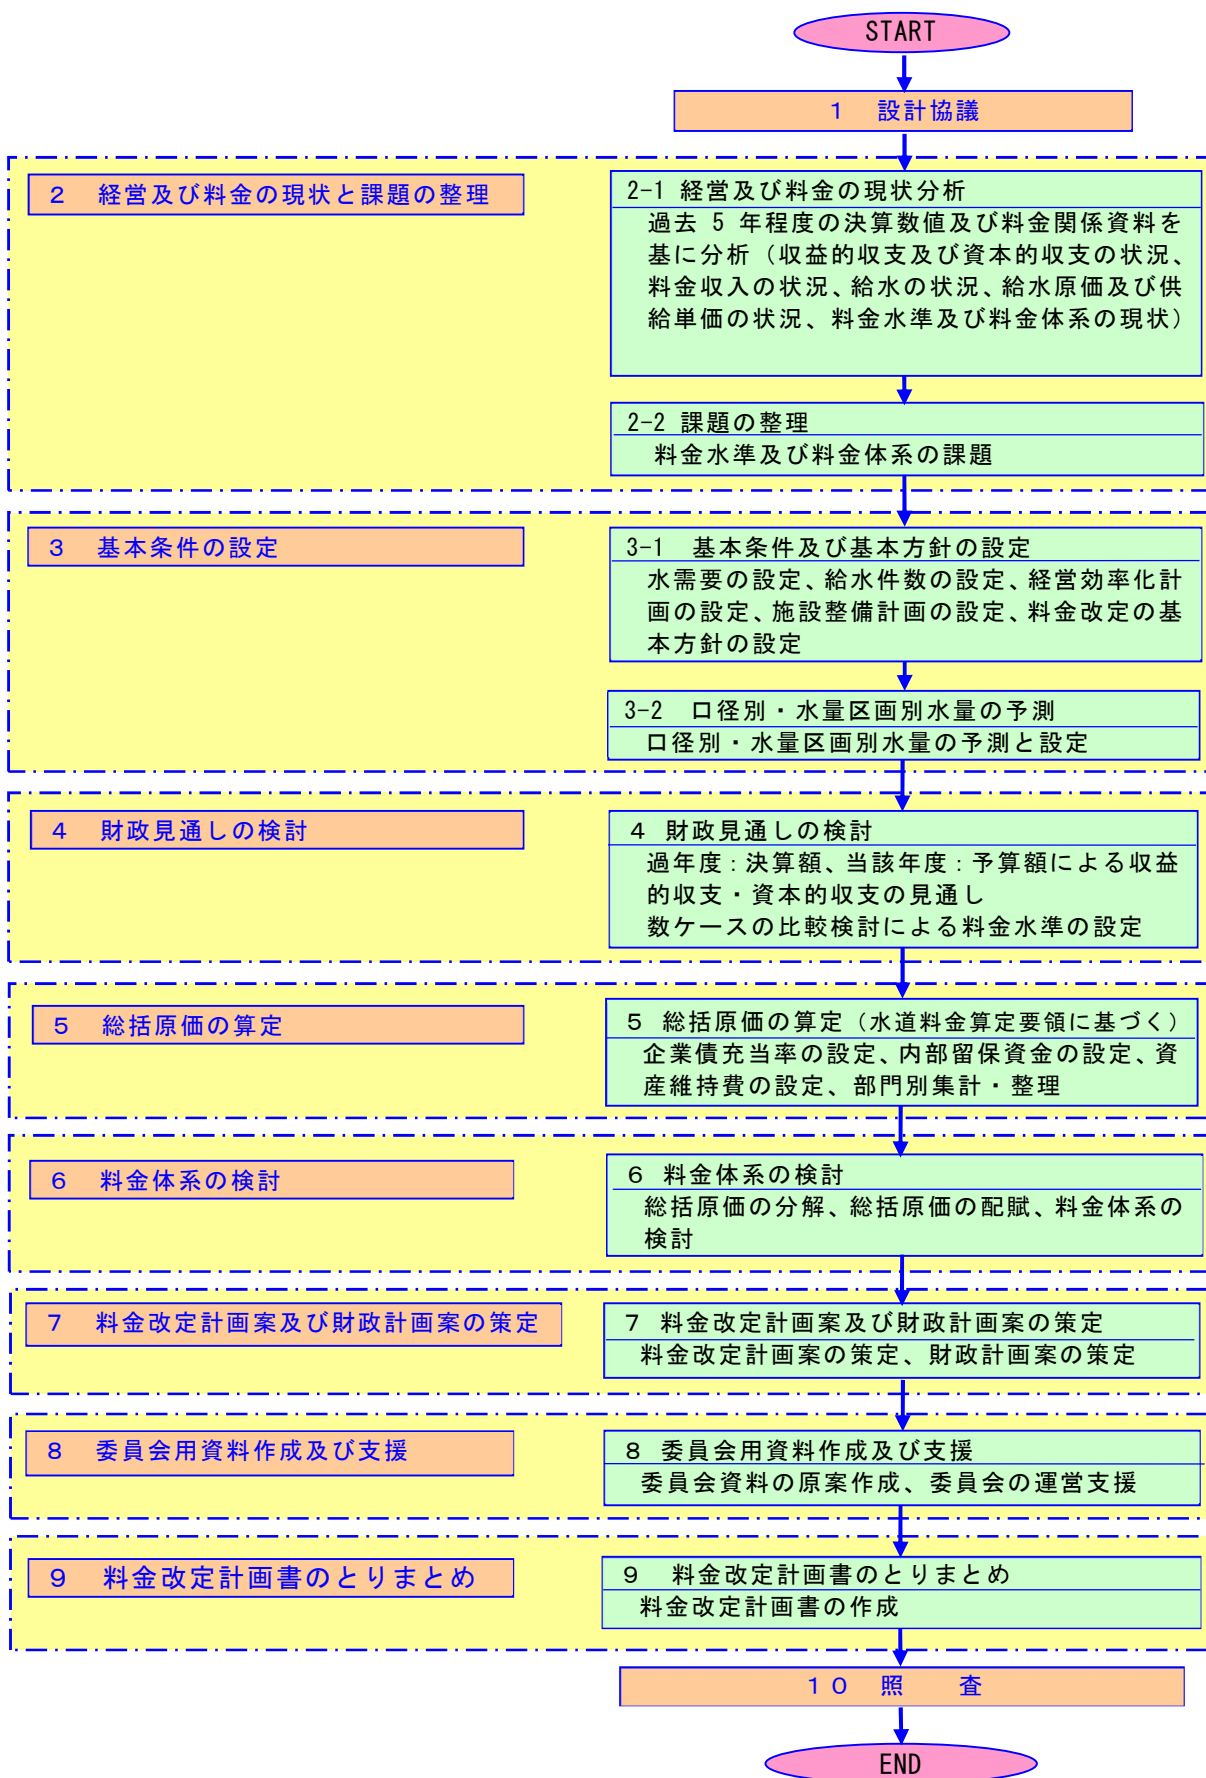 START
1 設計協議
2 経営及び料金の現状と課題の整理
2-1 経営及び料金の現状分析
過去 5 年程度の決算数値及び料金関係資料を
基に分析（収益的収支及び資本的収支の状況、
料金収入の状況、給水の状況、給水原価及び供
給単価の状況、料金水準及び料金体系の現状）
2-2 課題の整理
料金水準及び料金体系の課題
3 基本条件の設定
3-1 基本条件及び基本方針の設定
水需要の設定、給水件数の設定、経営効率化計
画の設定、施設整備計画の設定、料金改定の基
本方針の設定
3-2 口径別・水量区画別水量の予測
口径別・水量区画別水量の予測と設定
4 財政見通しの検討
4 財政見通しの検討
過年度：決算額、当該年度：予算額による収益
的収支・資本的収支の見通し
数ケースの比較検討による料金水準の設定
5 総括原価の算定
5 総括原価の算定（水道料金算定要領に基づく）
企業債充当率の設定、内部留保資金の設定、資
産維持費の設定、部門別集計・整理
6 料金体系の検討
6 料金体系の検討
総括原価の分解、総括原価の配賦、料金体系の
検討
7 料金改定計画案及び財政計画案の策定
7 料金改定計画案及び財政計画案の策定
料金改定計画案の策定、財政計画案の策定
8 委員会用資料作成及び支援
8 委員会用資料作成及び支援
委員会資料の原案作成、委員会の運営支援
9 料金改定計画書のとりまとめ
9 料金改定計画書のとりまとめ
料金改定計画書の作成
10 照 査
END